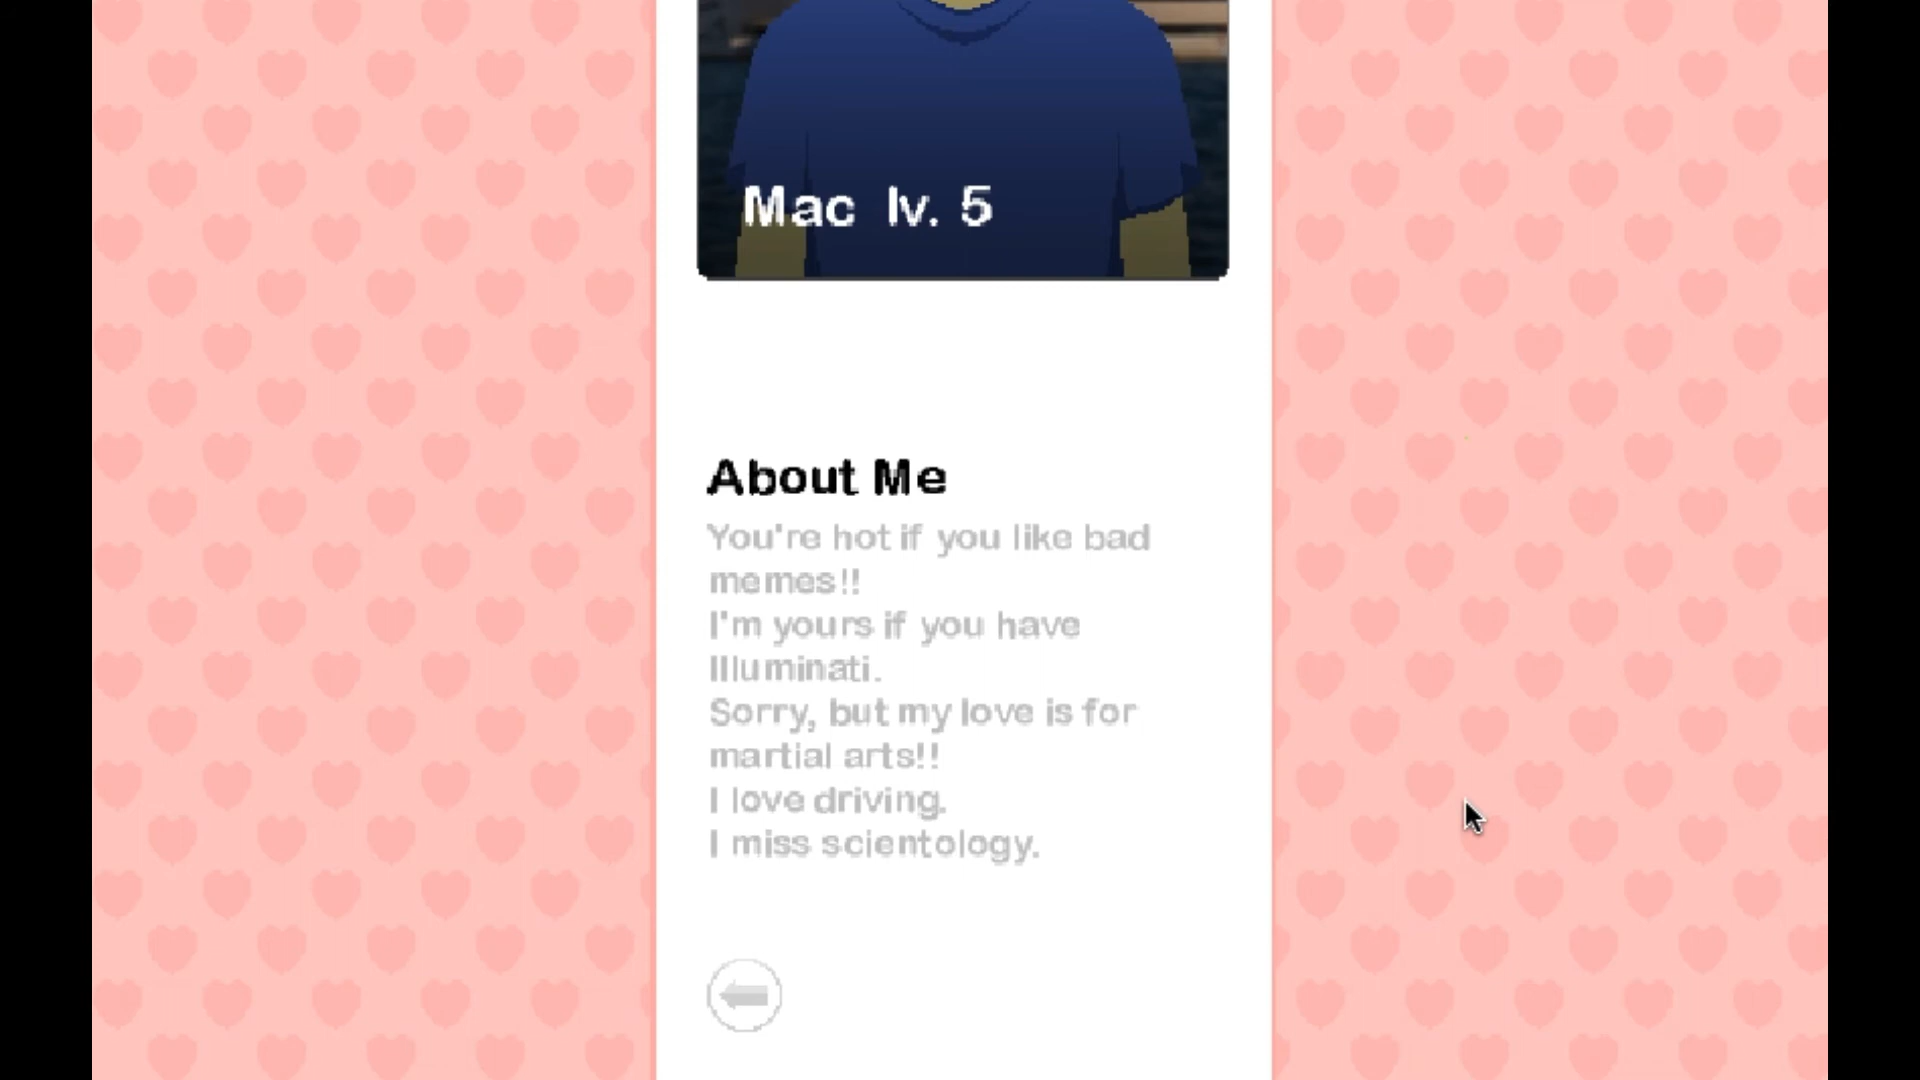 Mac lv. 5
About Me
You're hot if you like bad
memes!!
I'm yours if you have
Illuminati.
Sorry, but my love is for
martial arts!!
I love driving.
I miss scientology.